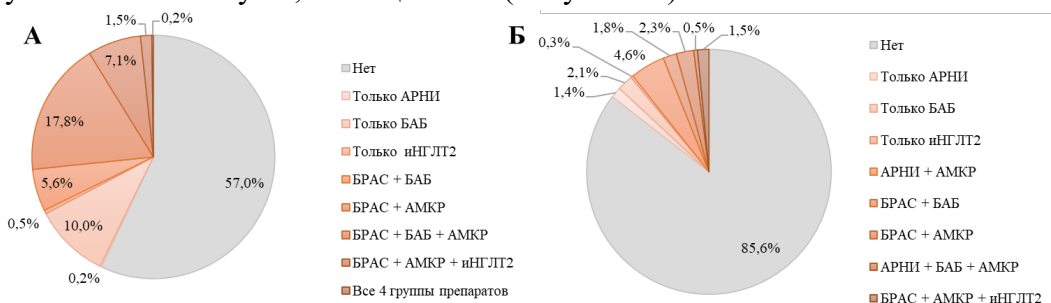 А
1,5%
0,2%
7,1%
17,8%
5,6%
0,5%
10,0%
0,2%
57,0%
Нет
Только АРНИ
Только БАБ
Только иНГЛТ2
БРАС + БАБ
БРАС + АМКР
БРАС + БАБ + АМКР
БРАС + АМКР + иНГЛТ2
Все 4 группы препаратов
Б
1,8%
2,3%
0,5%
1,5%
0,3%
4,6%
2,1%
1,4%
85,6%
Нет
Только АРНИ
Только БАБ
Только иНГЛТ2
АРНИ + АМКР
БРАС + БАБ
БРАС + АМКР
АРНИ + БАБ + АМКР
БРАС + АМКР + иНГЛТ2